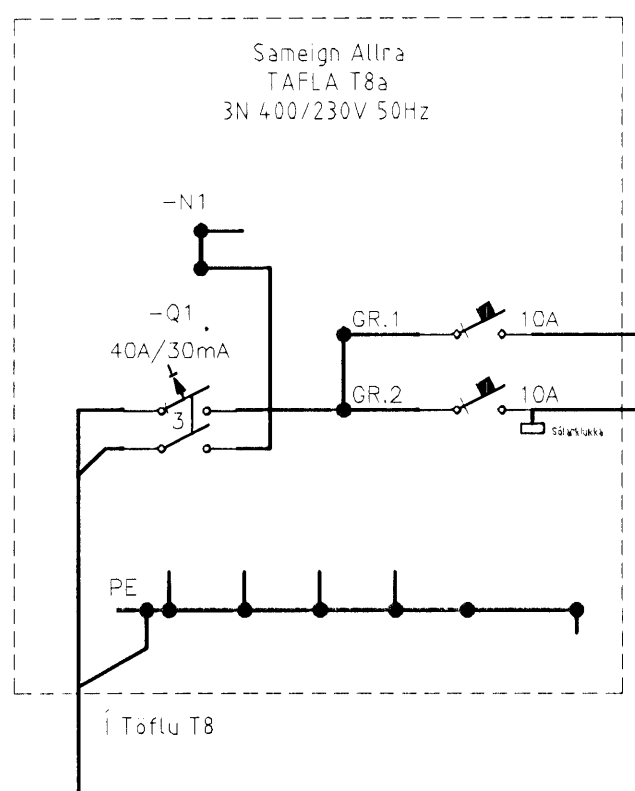 Sameign Allra
TAFLA T8a
3N 400/230V 50Hz
-N1
-Q1
40A/30mA
3
GR.1
10A
GR.2
10A
Sólarklukka
PE
Í Töflu T8